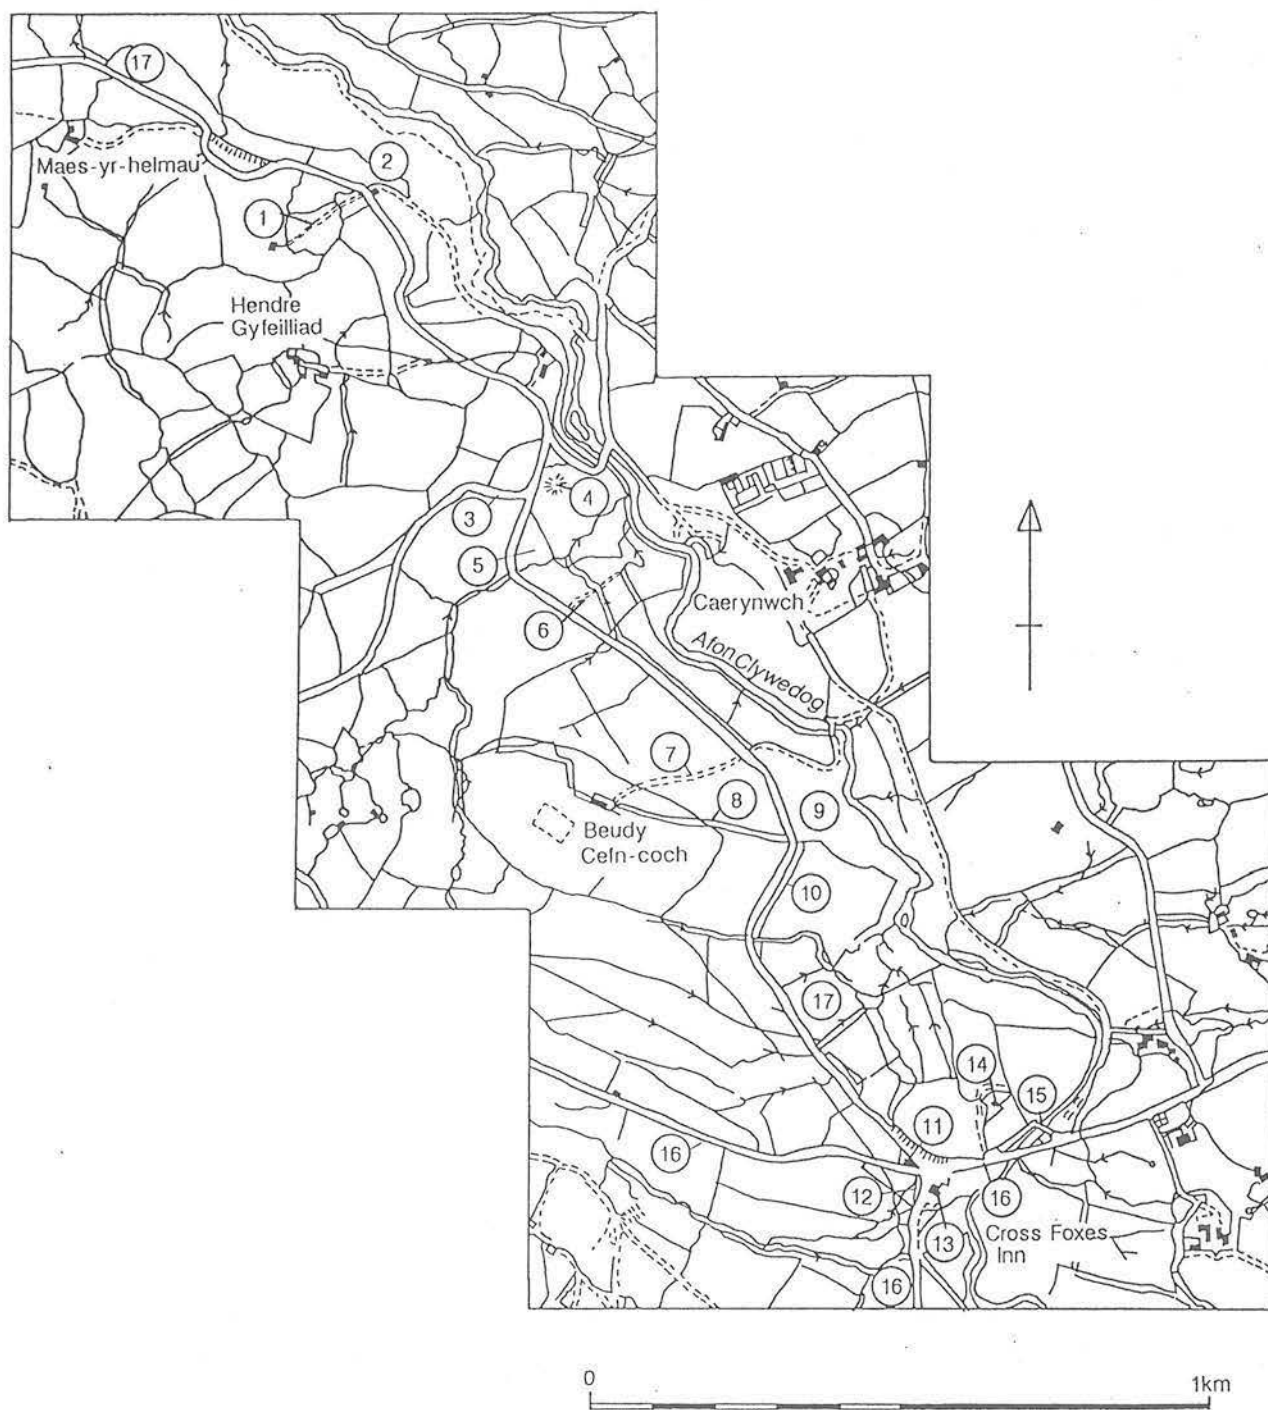 17
Maes-yr-helmau
2
1
Hendre
Gyfeilliad
3
4
5
6
Caerynwch
Afon Clywedog
7
8
9
Beudy
Cefn-coch
10
17
14
15
11
16
12
13
16
Cross Foxes
Inn
16
0
1km